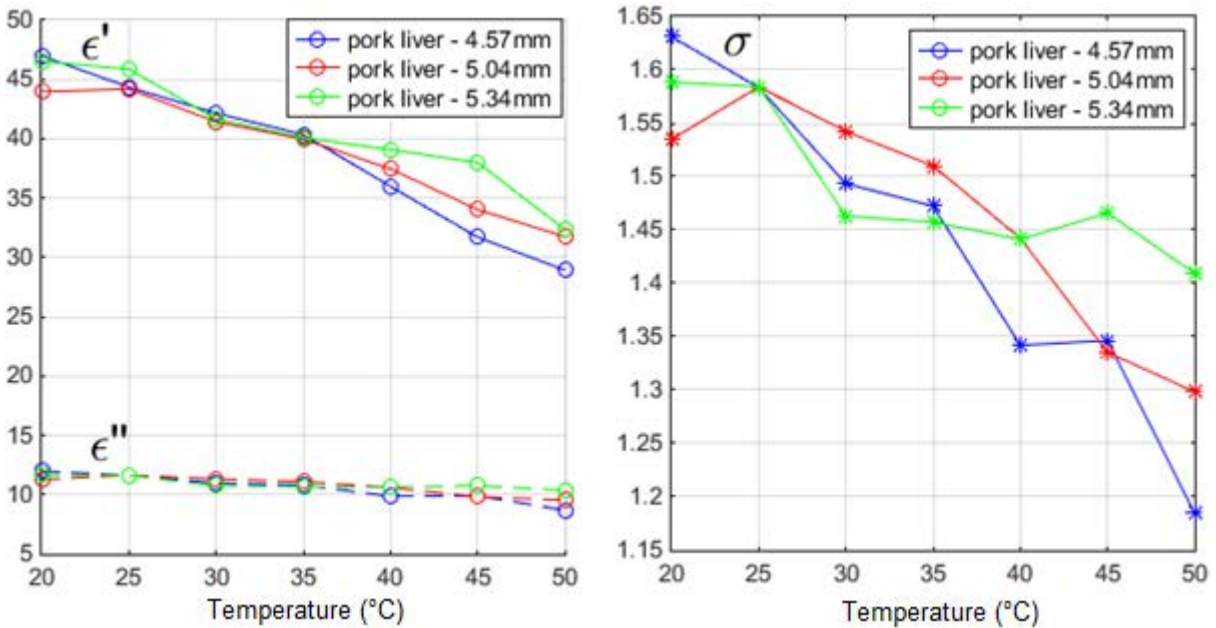 50
45
40
35
30
25
20
15
10
5
ϵ'
ϵ"
pork liver - 4.57mm
pork liver - 5.04mm
pork liver - 5.34mm
20 25 30 35 40 45 50
Temperature (°C)
1.65
1.6
1.55
1.5
1.45
1.4
1.35
1.3
1.25
1.2
1.15
σ
pork liver - 4.57mm
pork liver - 5.04mm
pork liver - 5.34mm
20 25 30 35 40 45 50
Temperature (°C)